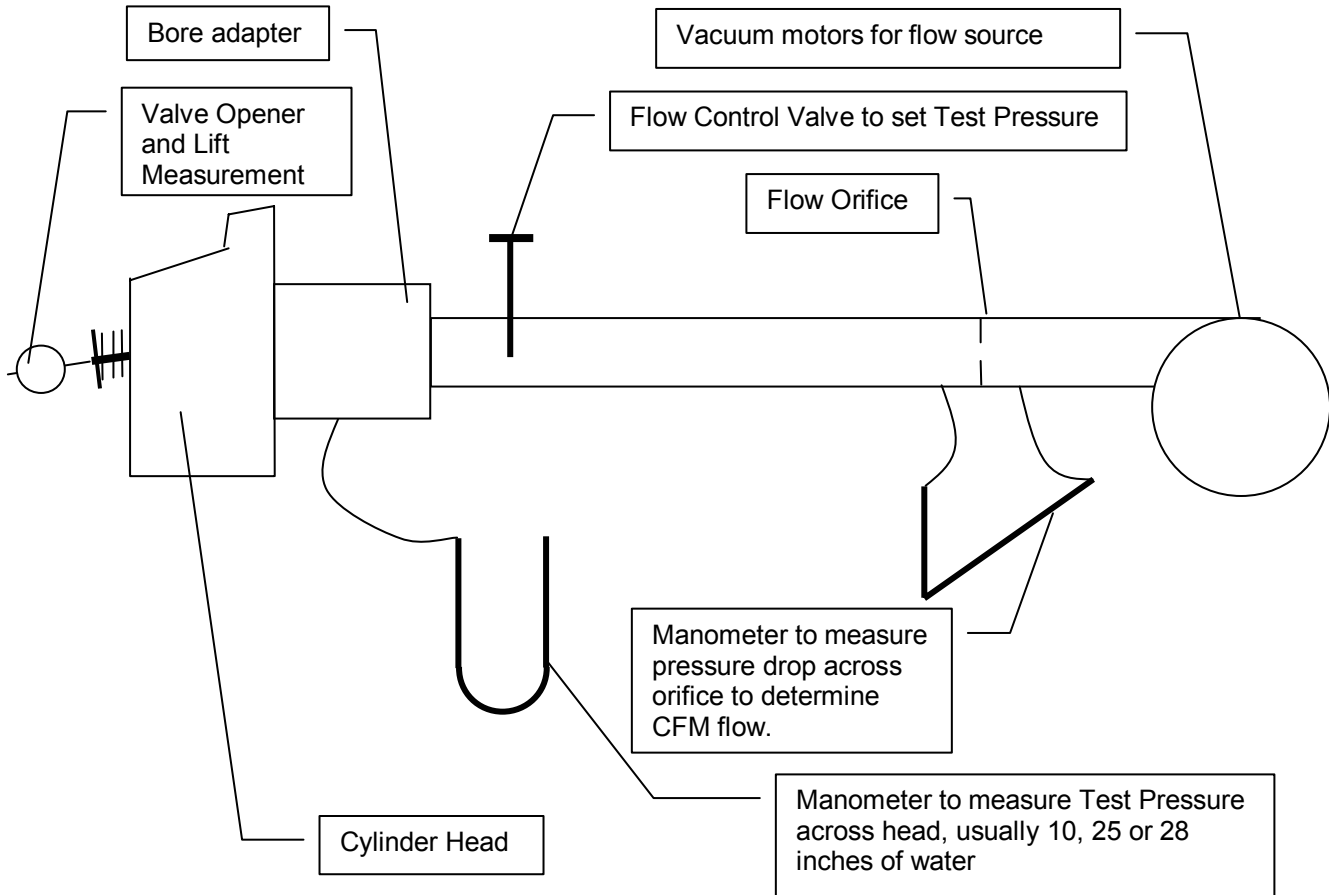 Bore adapter
Vacuum motors for flow source
Valve Opener
and Lift
Measurement
Flow Control Valve to set Test Pressure
Flow Orifice
Manometer to measure
pressure drop across
orifice to determine
CFM flow.
Manometer to measure Test Pressure
across head, usually 10, 25 or 28
inches of water
Cylinder Head